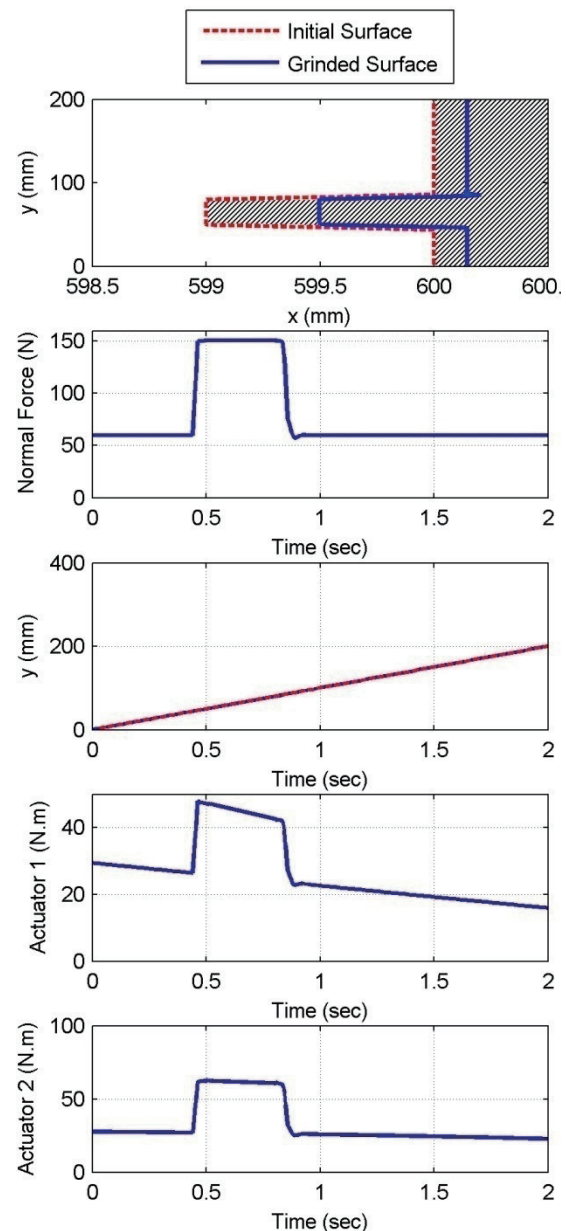 Initial Surface
Grinded Surface
200
100
0
y (mm)
598.5 599 599.5 600 600.
x (mm)
150
100
50
0
Normal Force (N)
0 0.5 1 1.5 2
Time (sec)
400
200
0
y (mm)
0 0.5 1 1.5 2
Time (sec)
40
20
0
Actuator 1 (N.m)
0 0.5 1 1.5 2
Time (sec)
100
50
0
Actuator 2 (N.m)
0 0.5 1 1.5 2
Time (sec)